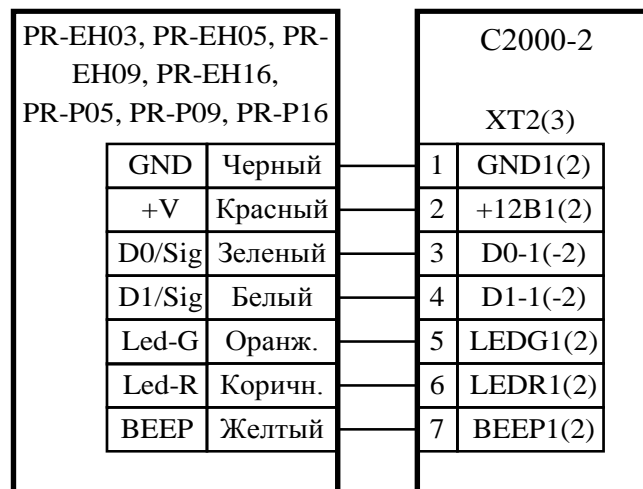 PR-EH03, PR-EH05, PR-
EH09, PR-EH16,
PR-P05, PR-P09, PR-P16
С2000-2
XT2(3)
GND Черный 1 GND1(2)
+V Красный 2 +12В1(2)
D0/Sig Зеленый 3 D0-1(-2)
D1/Sig Белый 4 D1-1(-2)
Led-G Оранж. 5 LEDG1(2)
Led-R Коричн. 6 LEDR1(2)
BEEP Желтый 7 BEEP1(2)